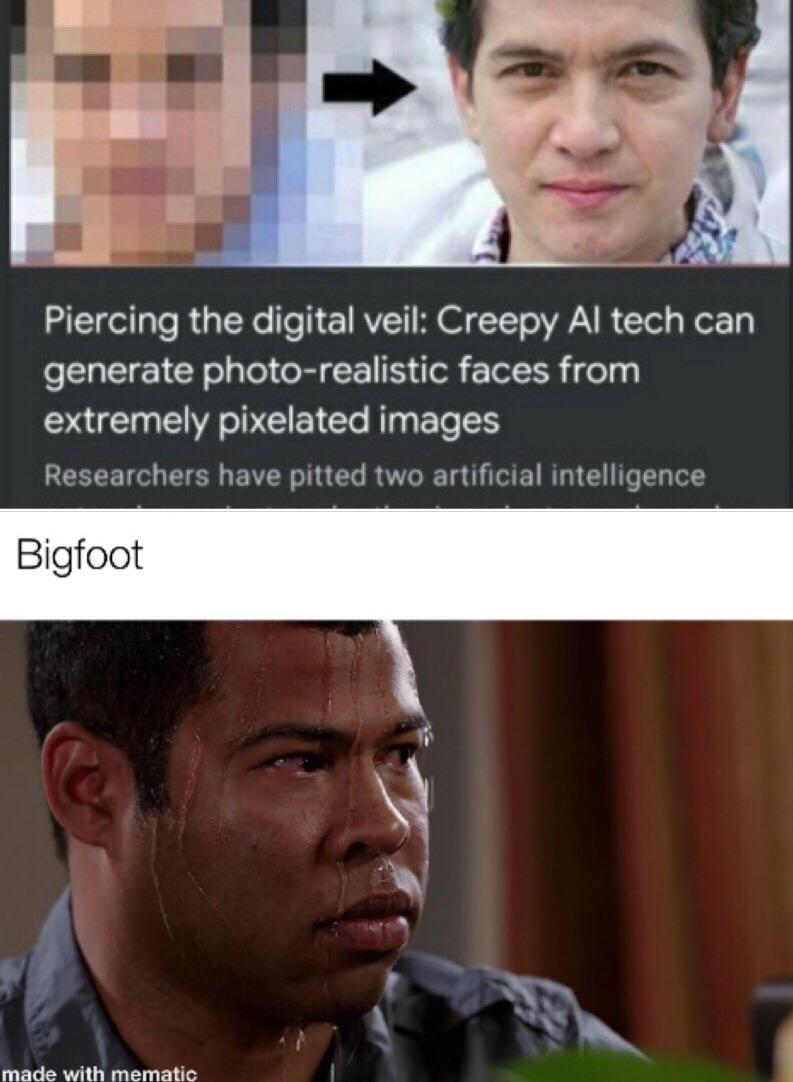 Piercing the digital veil: Creepy AI tech can
generate photo-realistic faces from
extremely pixelated images
Researchers have pitted two artificial intelligence
Bigfoot
made with mematic